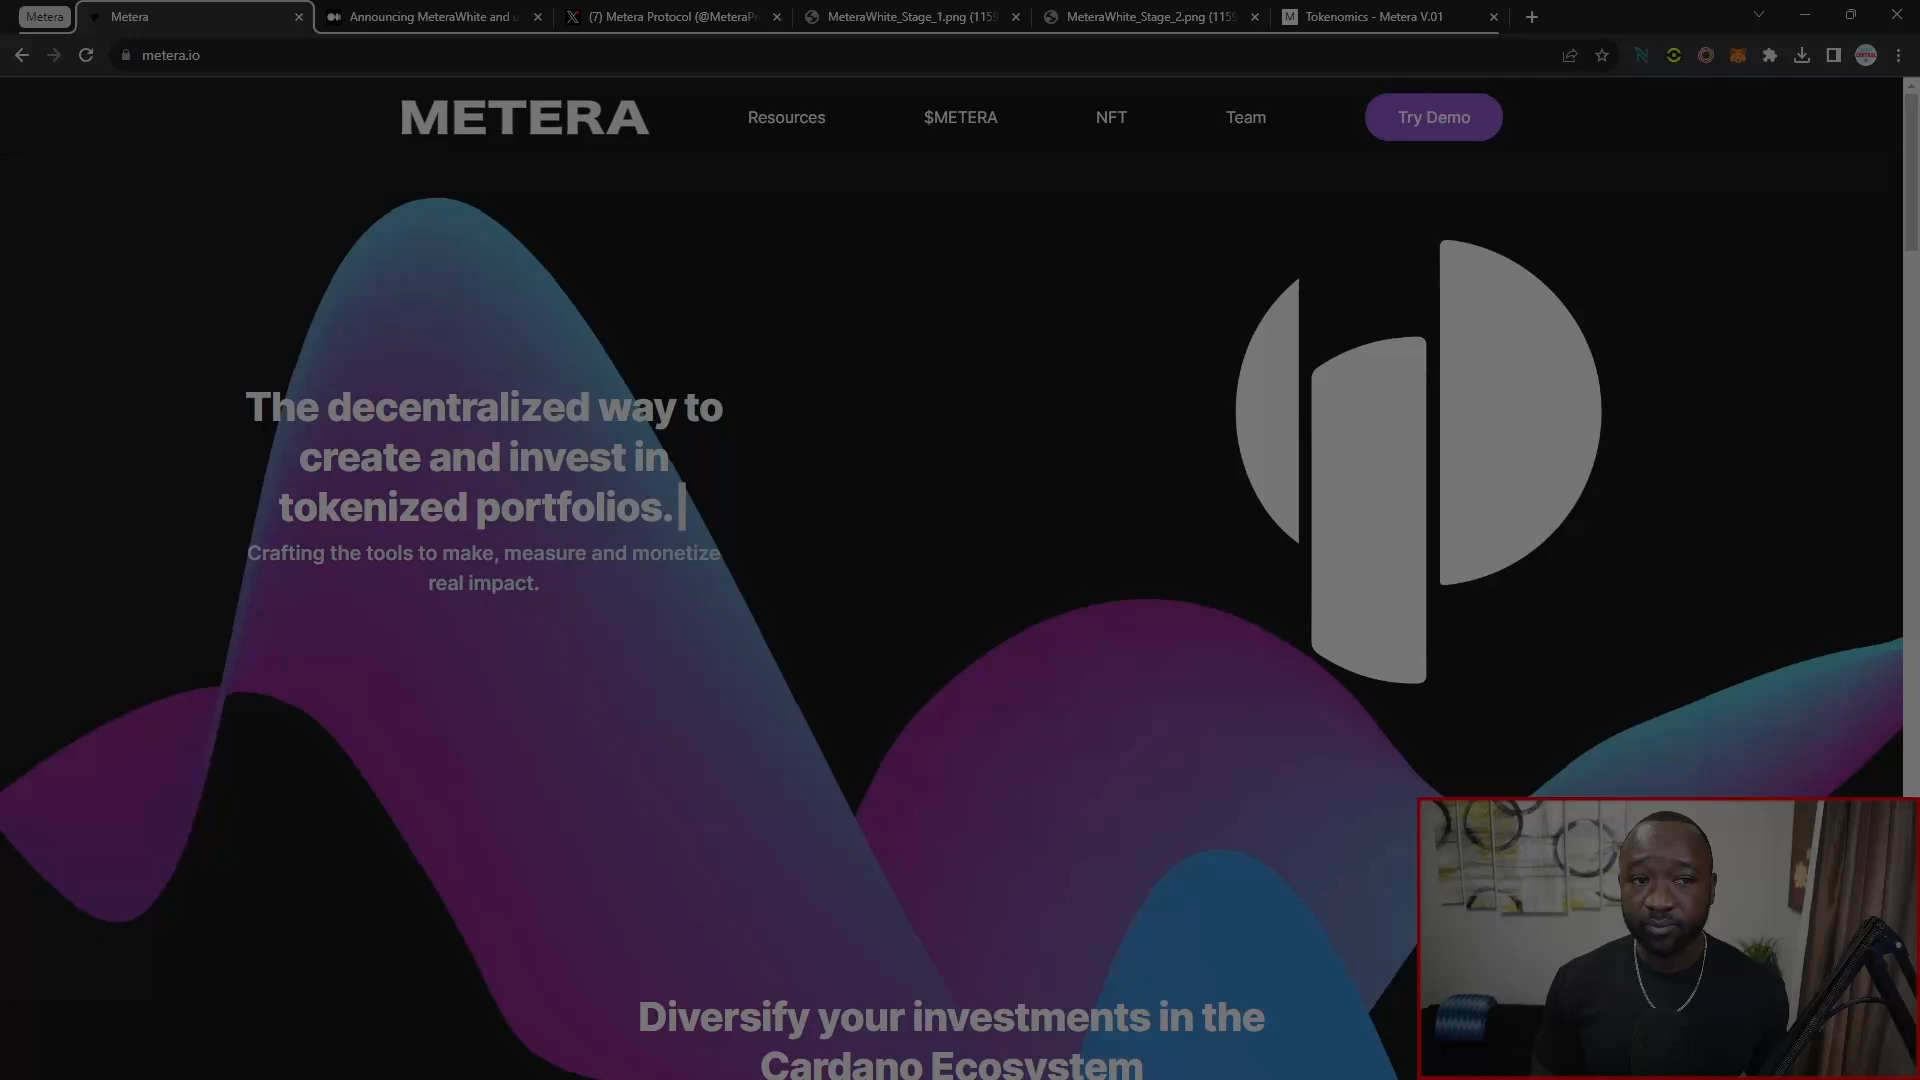 Metera
Metera
Announcing MeteraWhite and u
(7) Metera Protocol (@MeteraPr
MeteraWhite_Stage_1.png (1159
MeteraWhite_Stage_2.png (1159
Tokenomics - Metera V.01
metera.io
METERA
Resources
$METERA
NFT
Team
Try Demo
The decentralized way to
create and invest in
tokenized portfolios.
Crafting the tools to make, measure and monetize
real impact.
Diversify your investments in the
Cardano Ecosystem